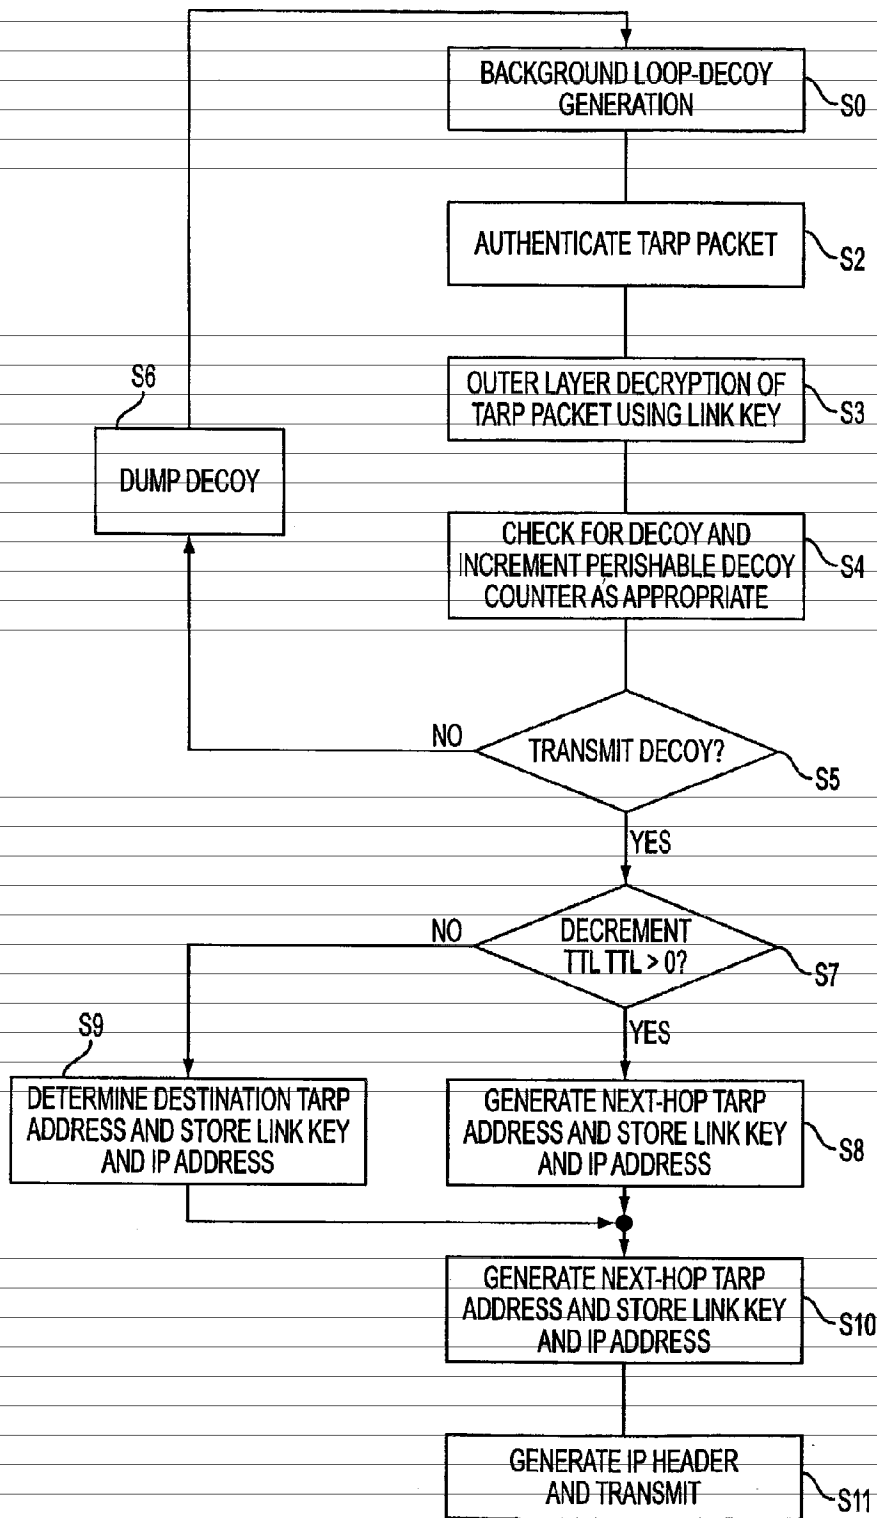 BACKGROUND LOOP-DECOY
GENERATION
S0
AUTHENTICATE TARP PACKET
S2
OUTER LAYER DECRYPTION OF
TARP PACKET USING LINK KEY
S3
S6
DUMP DECOY
CHECK FOR DECOY AND
INCREMENT PERISHABLE DECOY
COUNTER AS APPROPRIATE
S4
NO
TRANSMIT DECOY?
S5
YES
NO
DECREMENT
TTL TTL > 0?
S7
YES
S9
DETERMINE DESTINATION TARP
ADDRESS AND STORE LINK KEY
AND IP ADDRESS
GENERATE NEXT-HOP TARP
ADDRESS AND STORE LINK KEY
AND IP ADDRESS
S8
GENERATE NEXT-HOP TARP
ADDRESS AND STORE LINK KEY
AND IP ADDRESS
S10
GENERATE IP HEADER
AND TRANSMIT
S11